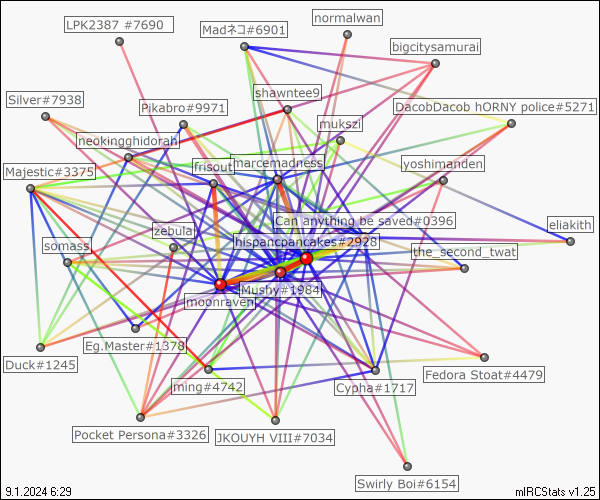 LPK2387 #7690
normalwan
Madネコ#6901
bigcitysamurai
shawntee9
Silver#7938
Pikabro#9971
DacobDacob hORNY police#5271
mukszi
neokingghidorah
Majestic#3375
frisout
marcemadness
yoshimanden
Can anything be saved#0396
zebula
hispancpancakes#2928
eliakith
somass
the_second_twat
Musby#1984
moonraven
Eg.Master#1378
Duck#1245
ming#4742
Cypha#1717
Fedora Stoat#4479
Pocket Persona#3326
JKOUYH VIII#7034
Swirly Boi#6154
9.1.2024 6:29
mIRCStats v1.25